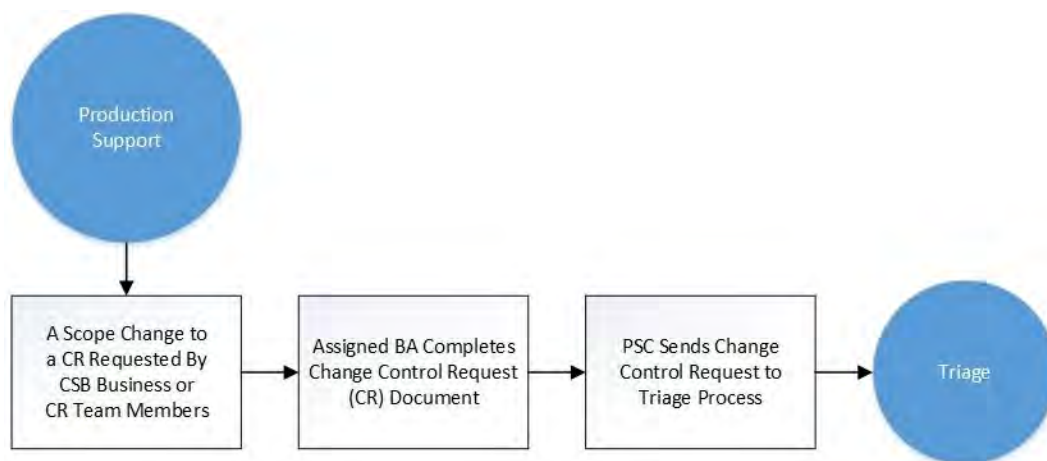 Production
Support
A Scope Change to
a CR Requested By
CSB Business or
CR Team Members
Assigned BA Completes
Change Control Request
(CR) Document
PSC Sends Change
Control Request to
Triage Process
Triage